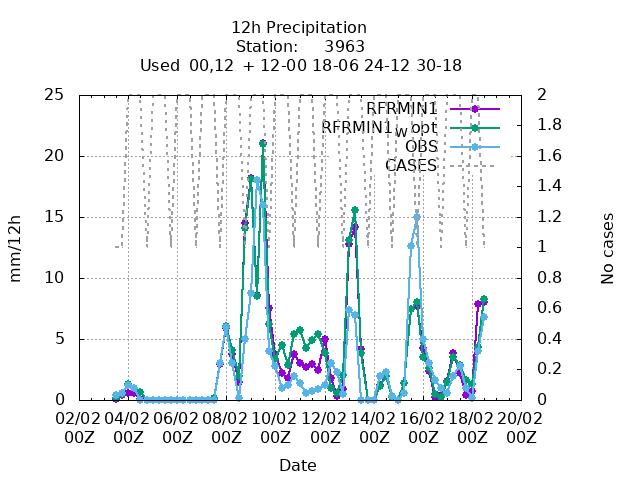 12h Precipitation
Station: 3963
Used 00,12 + 12-00 18-06 24-12 30-18
25
20
15
10
5
0
mm/12h
2
1.8
1.6
1.4
1.2
1
0.8
0.6
0.4
0.2
0
No cases
RFRMIN1
RFRMIN1_W opt
OBS
CASES
02/02 04/02 06/02 08/02 10/02 12/02 14/02 16/02 18/02 20/02
00Z 00Z 00Z 00Z 00Z 00Z 00Z 00Z 00Z 00Z
Date